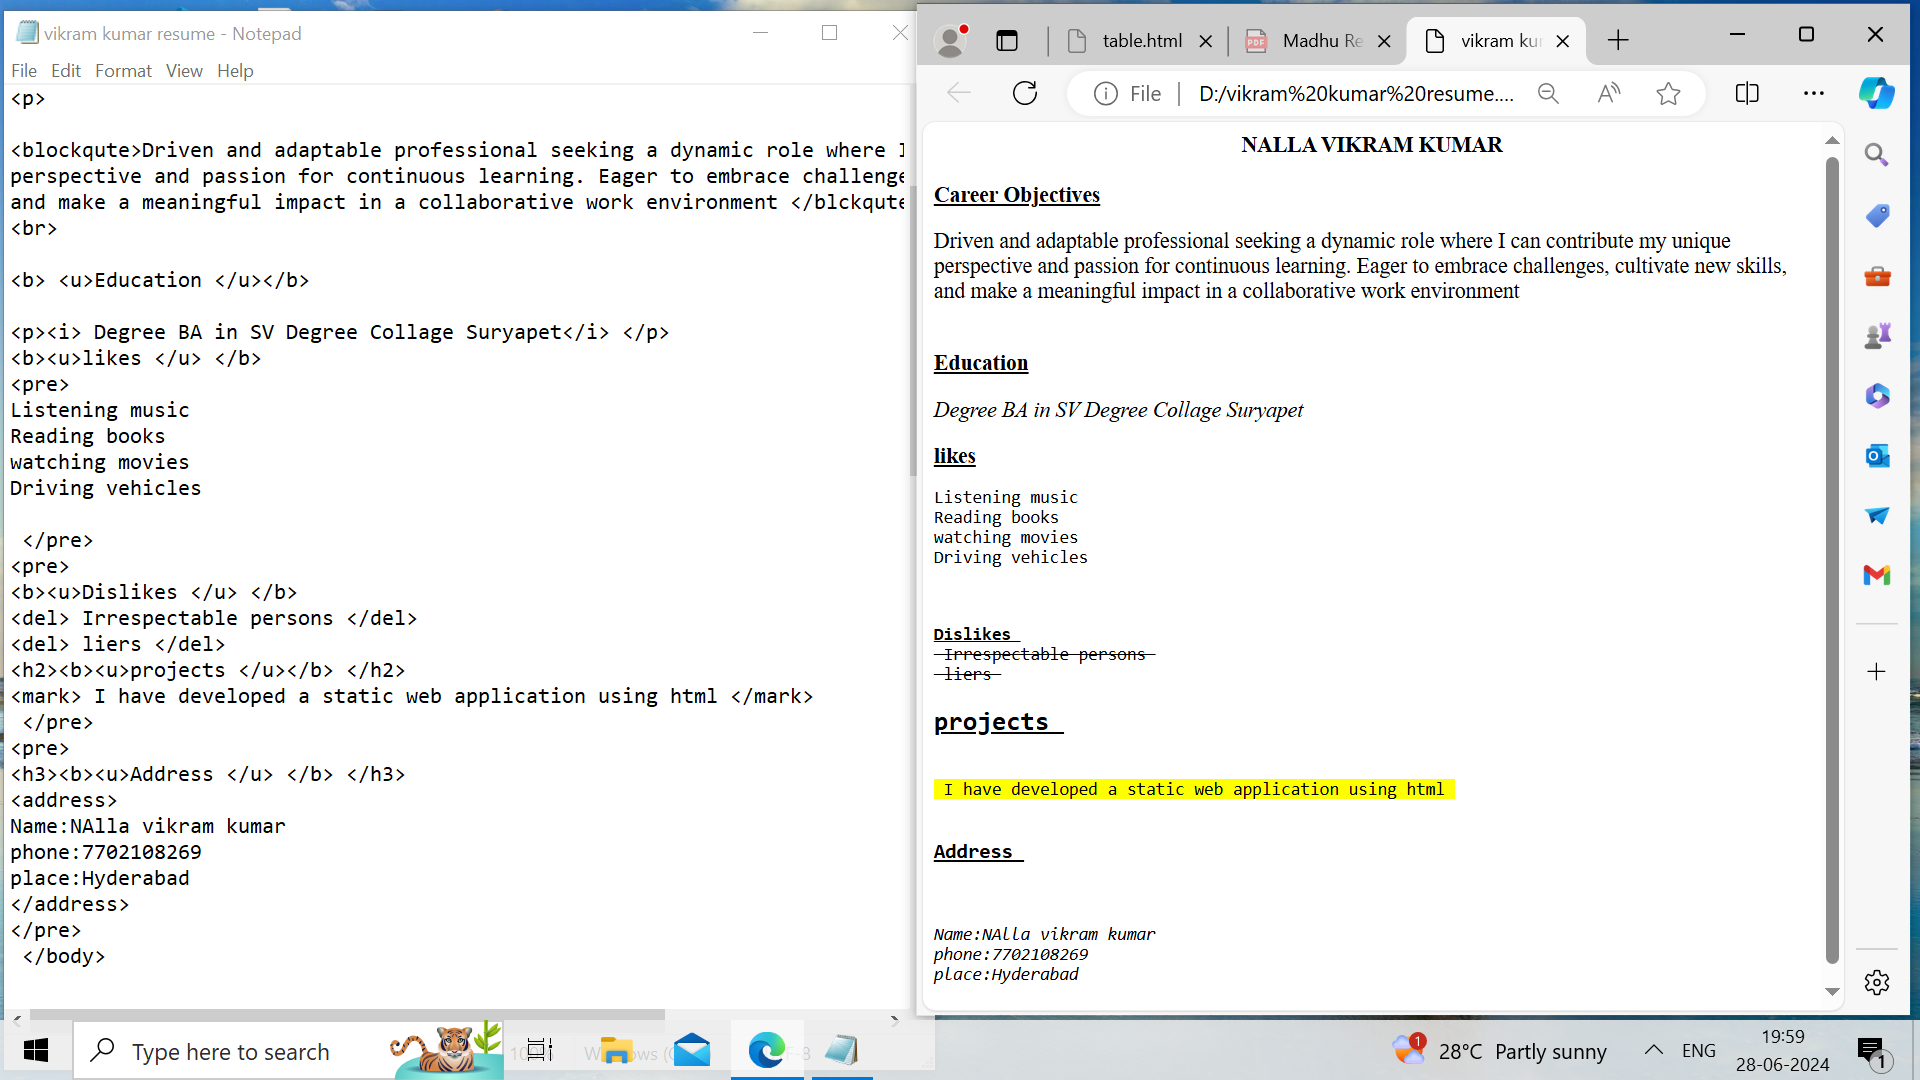 vikram kumar resume - Notepad
File Edit Format View Help
<p>
<blockqute>Driven and adaptable professional seeking a dynamic role where I
perspective and passion for continuous learning. Eager to embrace challenge
and make a meaningful impact in a collaborative work environment </blckqute
<br>
<b> <u>Education </u></b>
<p><i> Degree BA in SV Degree Collage Suryapet</i> </p>
<b><u>likes </u> </b>
<pre>
Listening music
Reading books
watching movies
Driving vehicles
</pre>
<pre>
<b><u>Dislikes </u> </b>
<del> Irrespectable persons </del>
<del> liers </del>
<h2><b><u>projects </u></b> </h2>
<mark> I have developed a static web application using html </mark>
</pre>
<pre>
<h3><b><u>Address </u> </b> </h3>
<address>
Name:NAlla vikram kumar
phone:7702108269
place:Hyderabad
</address>
</pre>
</body>
table.html
Madhu Re
vikram kur
File D:/vikram%20kumar%20resume....
NALLA VIKRAM KUMAR
Career Objectives
Driven and adaptable professional seeking a dynamic role where I can contribute my unique
perspective and passion for continuous learning. Eager to embrace challenges, cultivate new skills,
and make a meaningful impact in a collaborative work environment
Education
Degree BA in SV Degree Collage Suryapet
likes
Listening music
Reading books
watching movies
Driving vehicles
Dislikes
Irrespectable persons
liers
projects
I have developed a static web application using html
Address
Name:NAlla vikram kumar
phone:7702108269
place:Hyderabad
Type here to search
1 28°C Partly sunny
ENG
19:59
28-06-2024
1